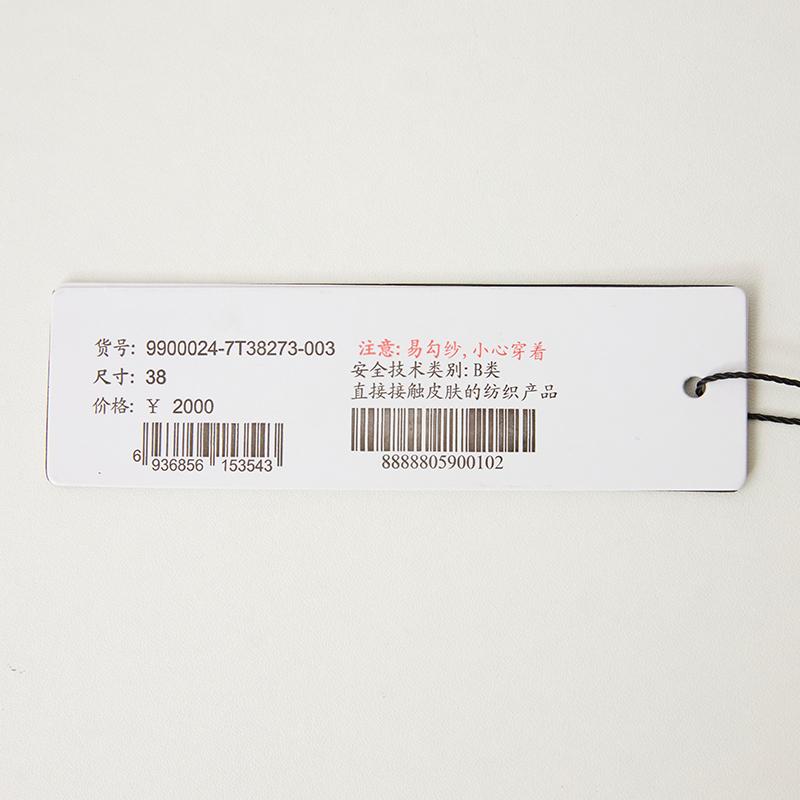 货号: 9900024-7T38273-003
尺寸: 38
价格: ￥ 2000
6 936856 153543
注意: 易勾纱, 小心穿着
安全技术类别: B类
直接接触皮肤的纺织产品
8888805900102